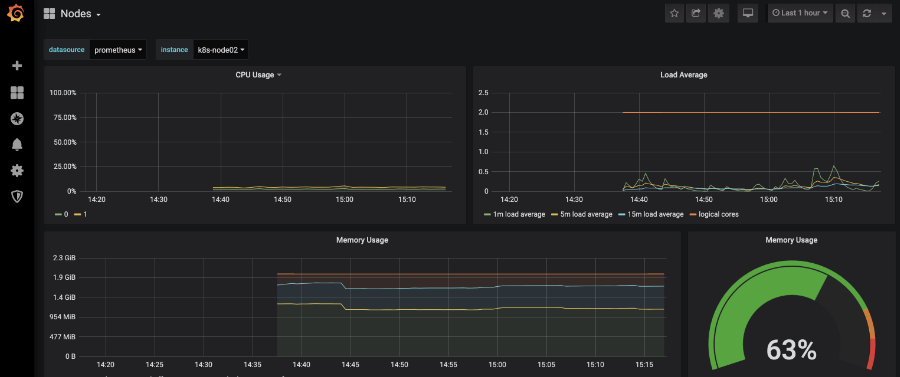 Nodes
Last 1 hour
datasource prometheus instance k8s-node02
CPU Usage
100.00%
75.00%
50.00%
25.00%
0%
14:20 14:30 14:40 14:50 15:00 15:10
0 1
Load Average
2.5
2.0
1.5
1.0
0.5
0
14:20 14:30 14:40 14:50 15:00 15:10
1m load average 5m load average 15m load average logical cores
Memory Usage
2.3 GiB
1.9 GiB
1.4 GiB
954 MiB
477 MiB
0 B
14:20 14:25 14:30 14:35 14:40 14:45 14:50 14:55 15:00 15:05 15:10 15:15
Memory Usage
63%